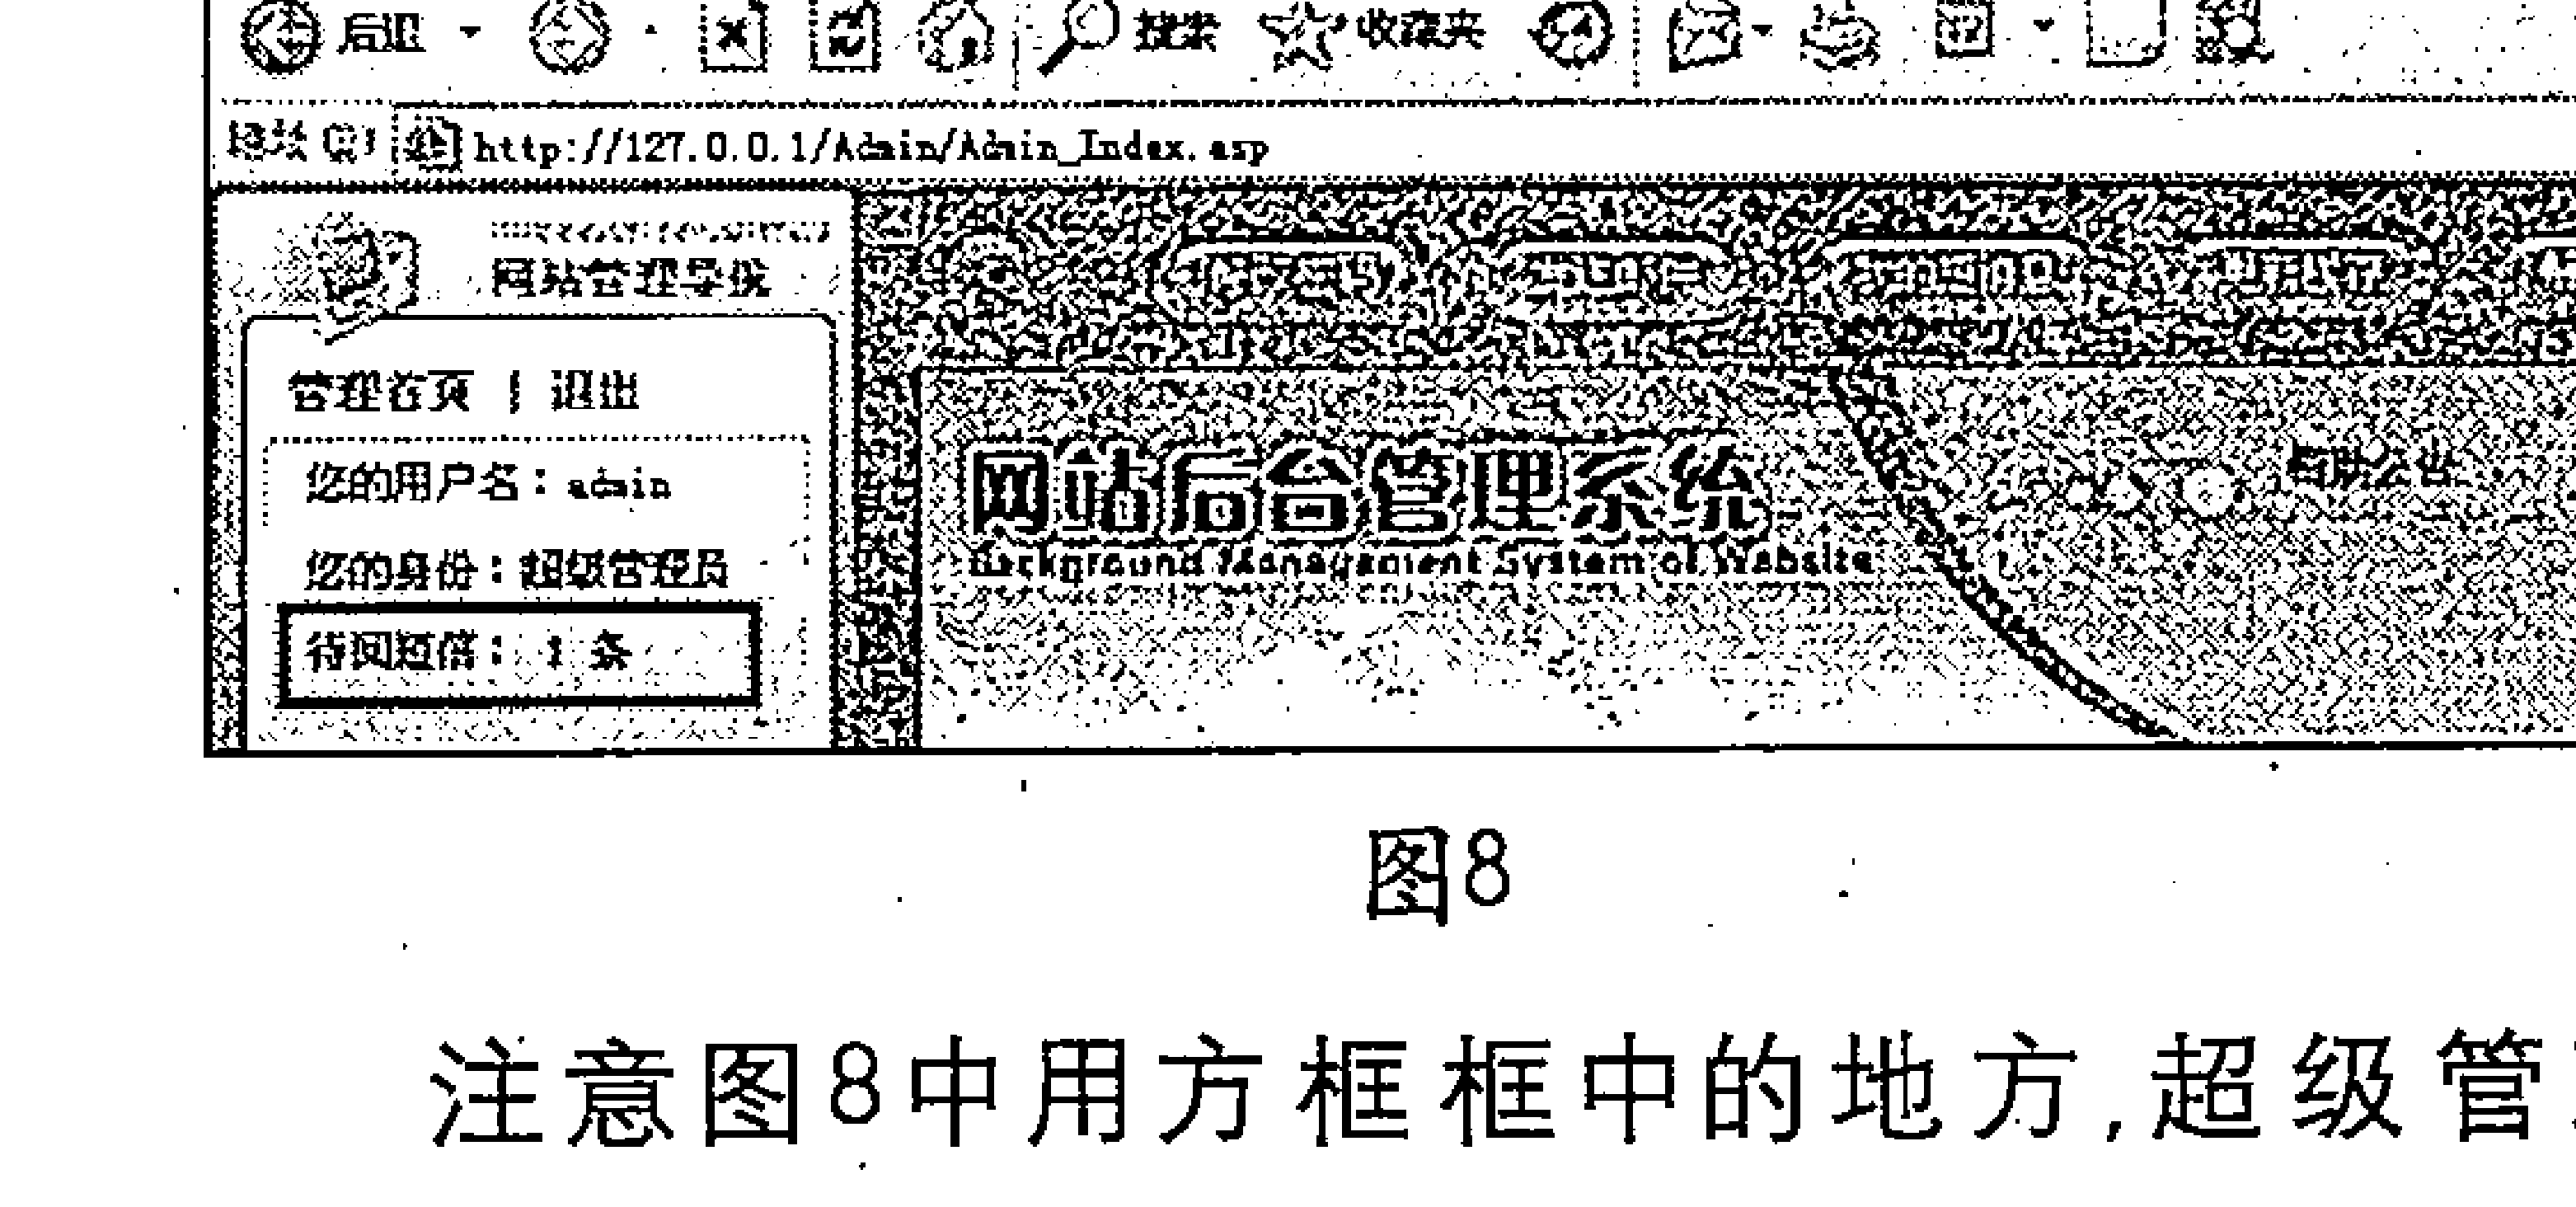 后退 搜索 收藏夹
地址(D) http://127.0.0.1/Admin/Admin_Index.asp
网站管理导航
管理首页 | 退出
您的用户名：admin
您的身份：超级管理员
待阅短信： 1 条
网站后台管理系统
Background Management System of Website
图8
注意图8中用方框框中的地方,超级管